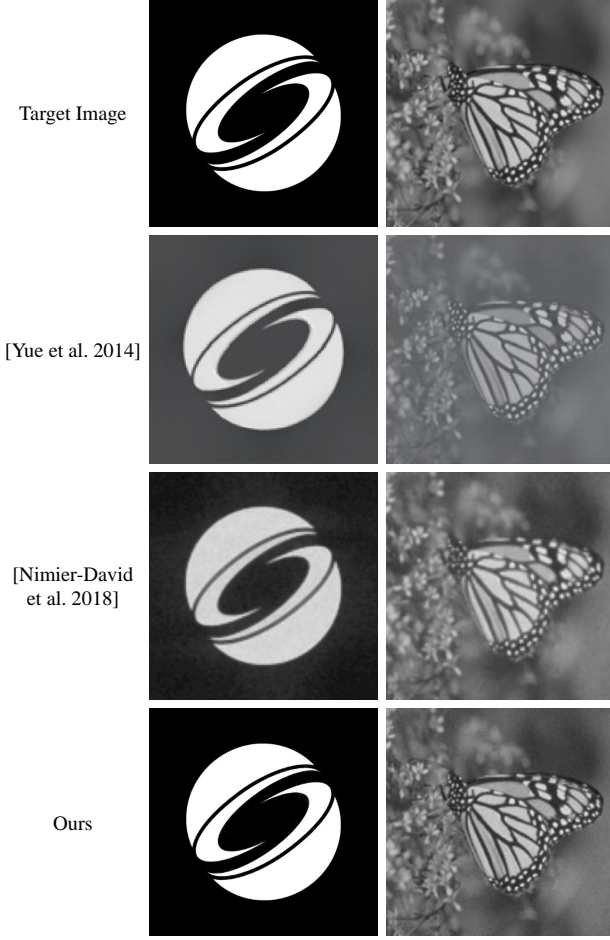 Target Image
[Yue et al. 2014]
[Nimier-David
et al. 2018]
Ours